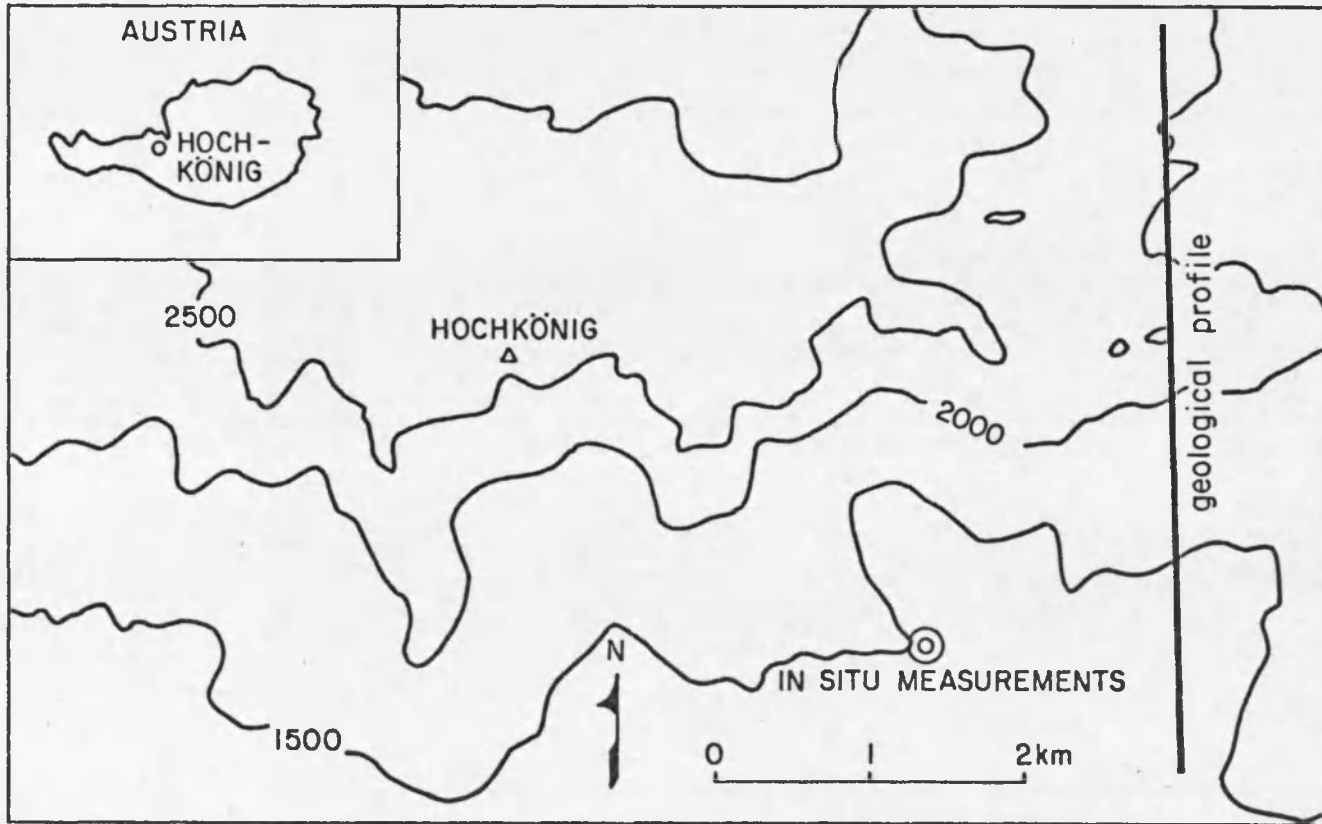 AUSTRIA
HOCH-
KÖNIG
2500
HOCHKÖNIG
2000
geological profile
N
IN SITU MEASUREMENTS
1500
0 1 2km